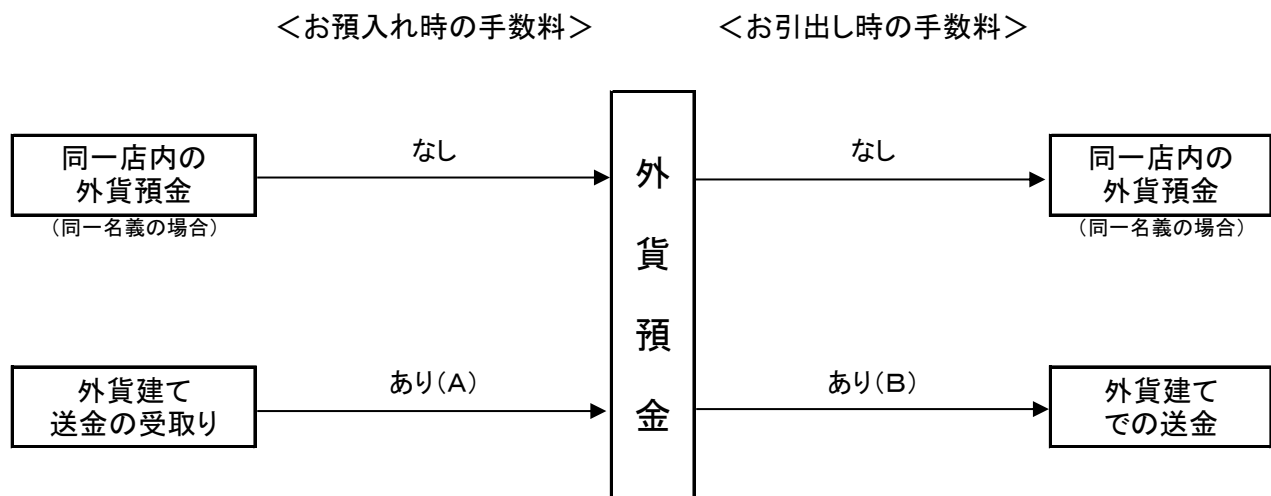 ＜お預入れ時の手数料＞
＜お引出し時の手数料＞
同一店内の
外貨預金
（同一名義の場合）
なし
外
貨
預
金
なし
同一店内の
外貨預金
（同一名義の場合）
外貨建て
送金の受取り
あり（A）
あり（B）
外貨建て
での送金